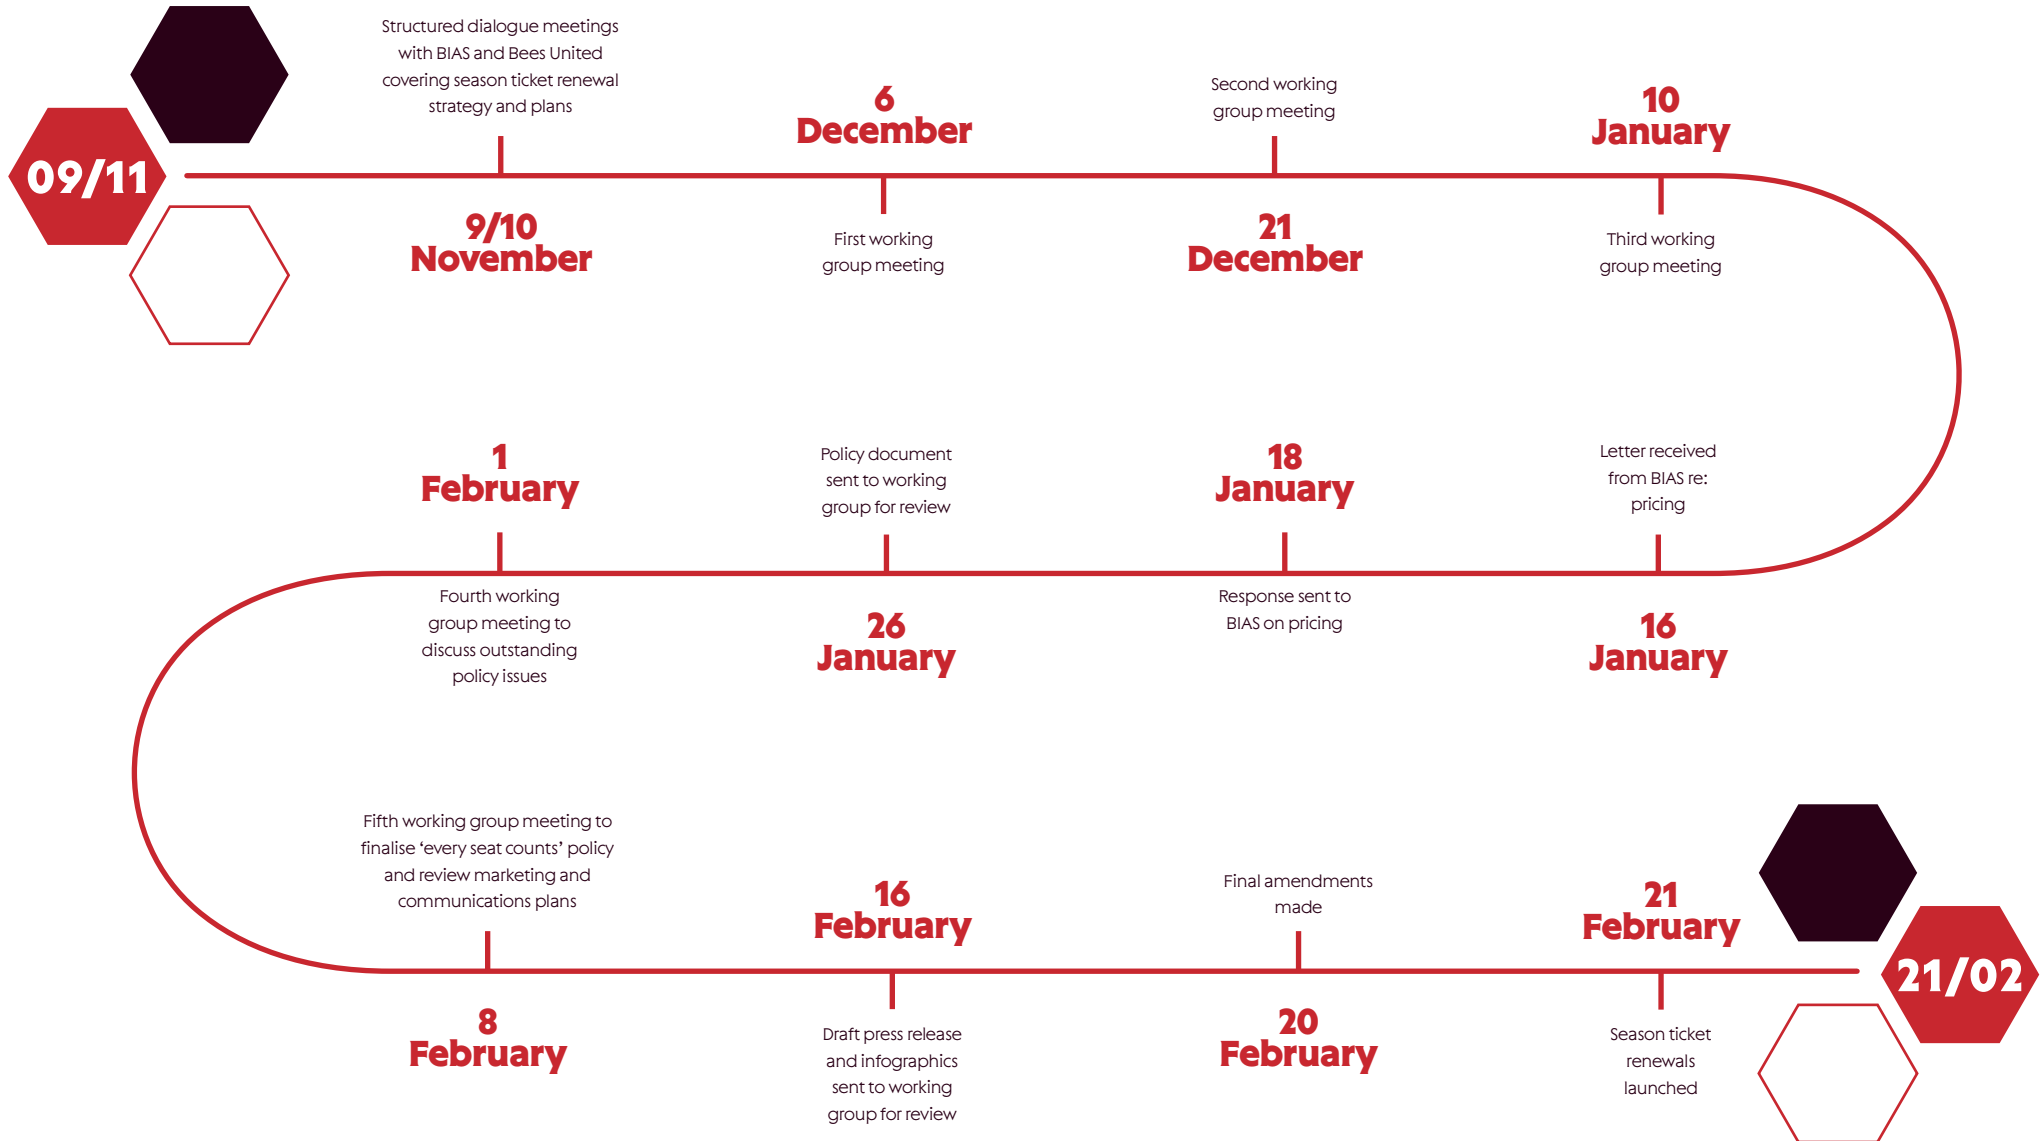 09/11
Structured dialogue meetings
with BIAS and Bees United
covering season ticket renewal
strategy and plans
9/10
November
6
December
First working
group meeting
Second working
group meeting
21
December
10
January
Third working
group meeting
Letter received
from BIAS re:
pricing
16
January
18
January
Response sent to
BIAS on pricing
Policy document
sent to working
group for review
26
January
1
February
Fourth working
group meeting to
discuss outstanding
policy issues
Fifth working group meeting to
finalise ‘every seat counts’ policy
and review marketing and
communications plans
8
February
16
February
Draft press release
and infographics
sent to working
group for review
Final amendments
made
20
February
21
February
Season ticket
renewals
launched
21/02